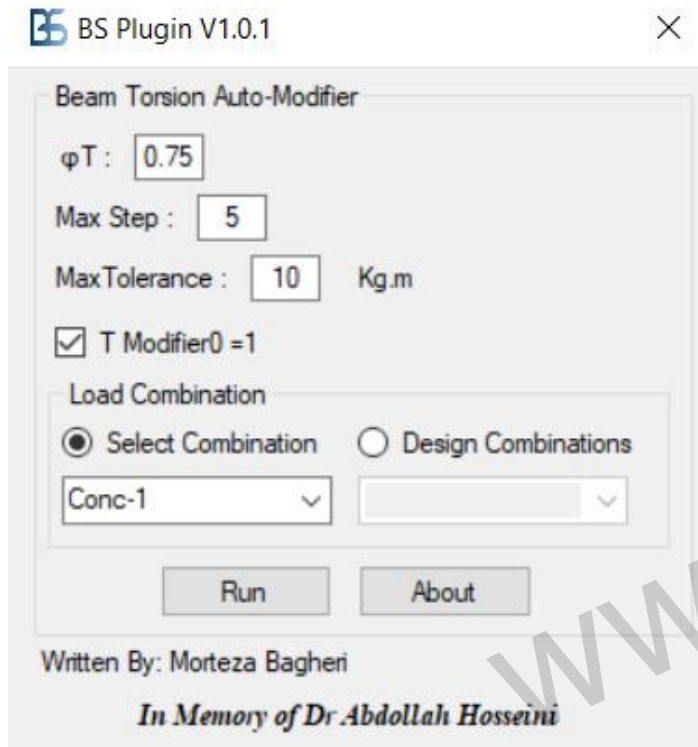 BS Plugin V1.0.1
Beam Torsion Auto-Modifier
φT : 0.75
Max Step : 5
MaxTolerance : 10 Kg.m
T Modifier0 =1
Load Combination
Select Combination Design Combinations
Conc-1
Run About
Written By: Morteza Bagheri
In Memory of Dr Abdollah Hosseini